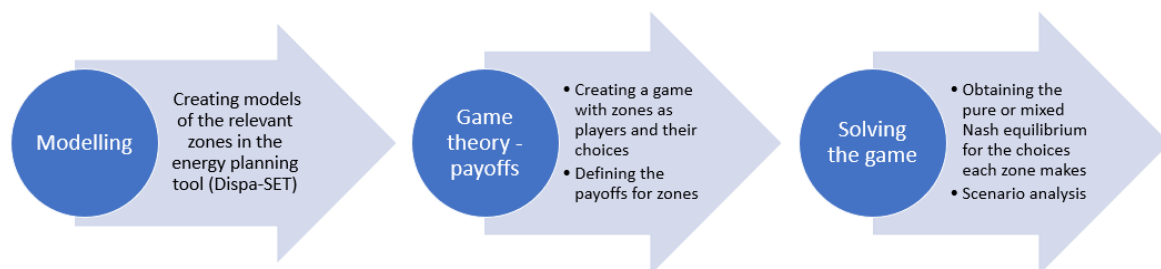 Modelling
Creating models
of the relevant
zones in the
energy planning
tool (Dispa-SET)
Game
theory -
payoffs
• Creating a game
with zones as
players and their
choices
• Defining the
payoffs for zones
Solving
the game
• Obtaining the
pure or mixed
Nash equilibrium
for the choices
each zone makes
• Scenario analysis